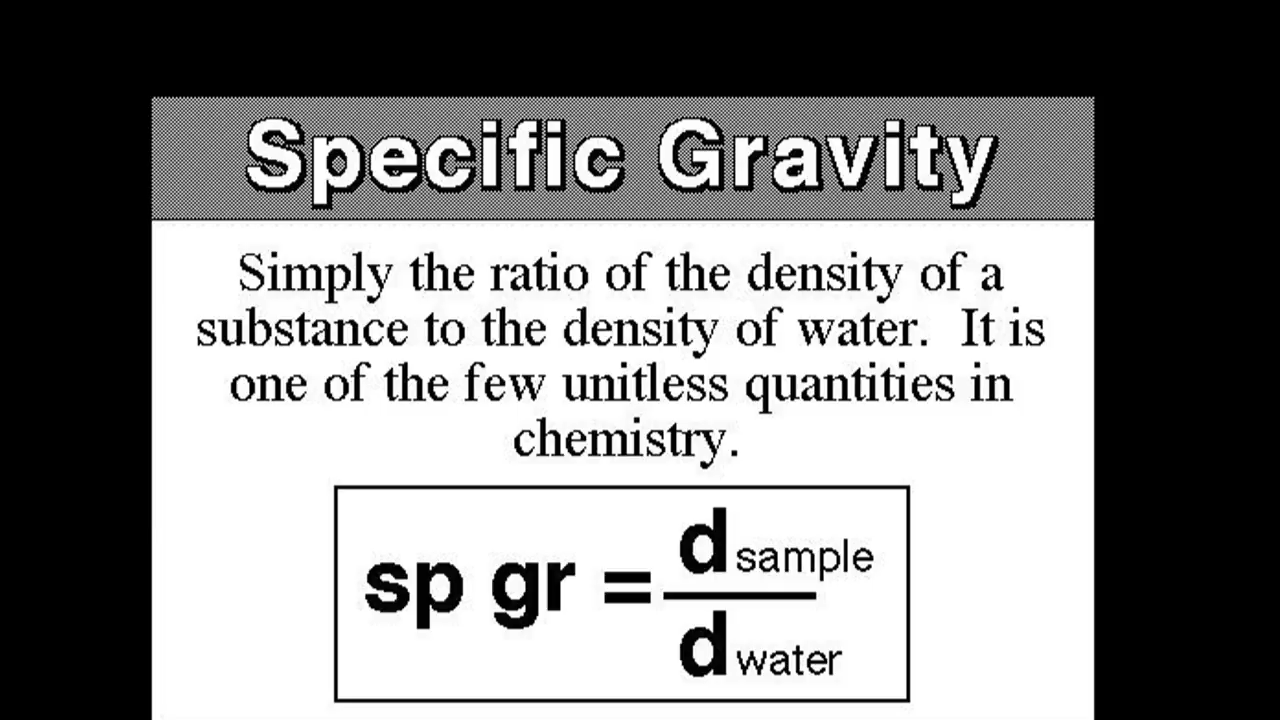 Specific Gravity
Simply the ratio of the density of a
substance to the density of water.  It is
one of the few unitless quantities in
chemistry.
sp gr = d sample
d water